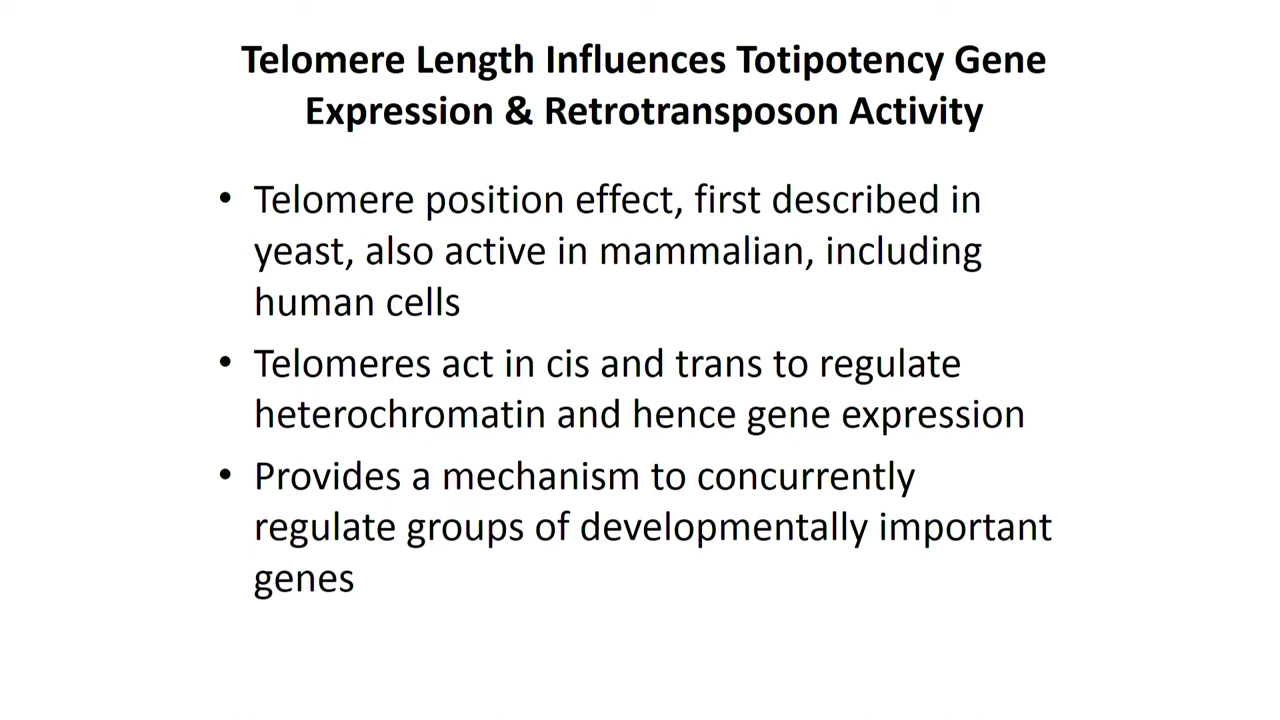 Telomere Length Influences Totipotency Gene
Expression & Retrotransposon Activity
• Telomere position effect, first described in
yeast, also active in mammalian, including
human cells
• Telomeres act in cis and trans to regulate
heterochromatin and hence gene expression
• Provides a mechanism to concurrently
regulate groups of developmentally important
genes